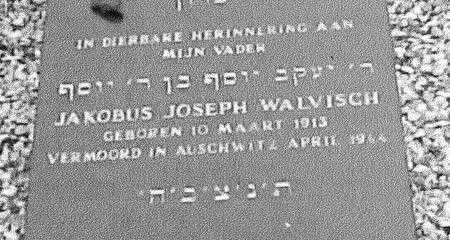 IN DIERBARE HERINNERING AAN
MIJN VADER
ר' יעקב יוסף בן ר' יוסף
JAKOBUS JOSEPH WALVISCH
GEBOREN 10 MAART 1913
VERMOORD IN AUSCHWITZ APRIL 1944
ת'נ'צ'ב'ה'